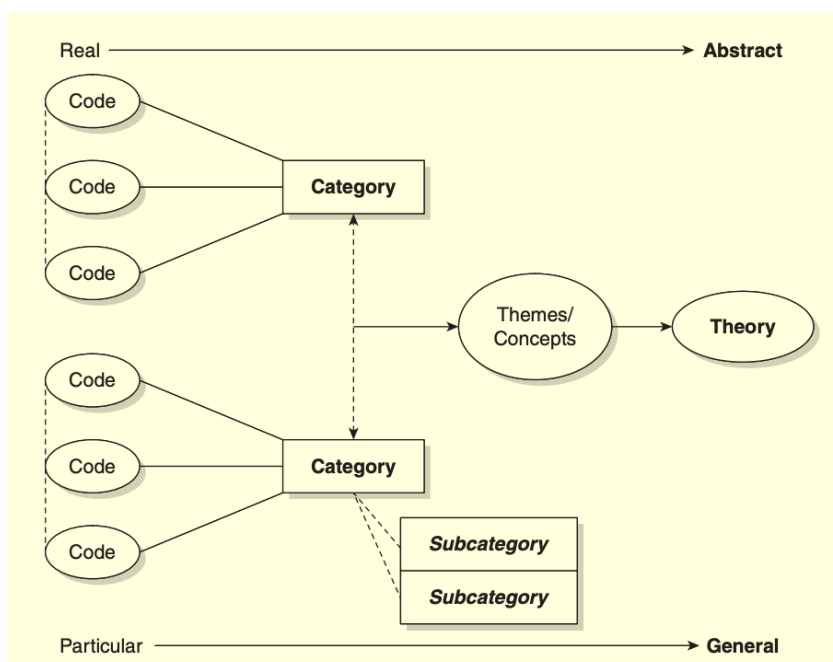 Real
Abstract
Code
Code
Category
Code
Themes/
Concepts
Theory
Code
Code
Category
Code
Subcategory
Subcategory
Particular
General